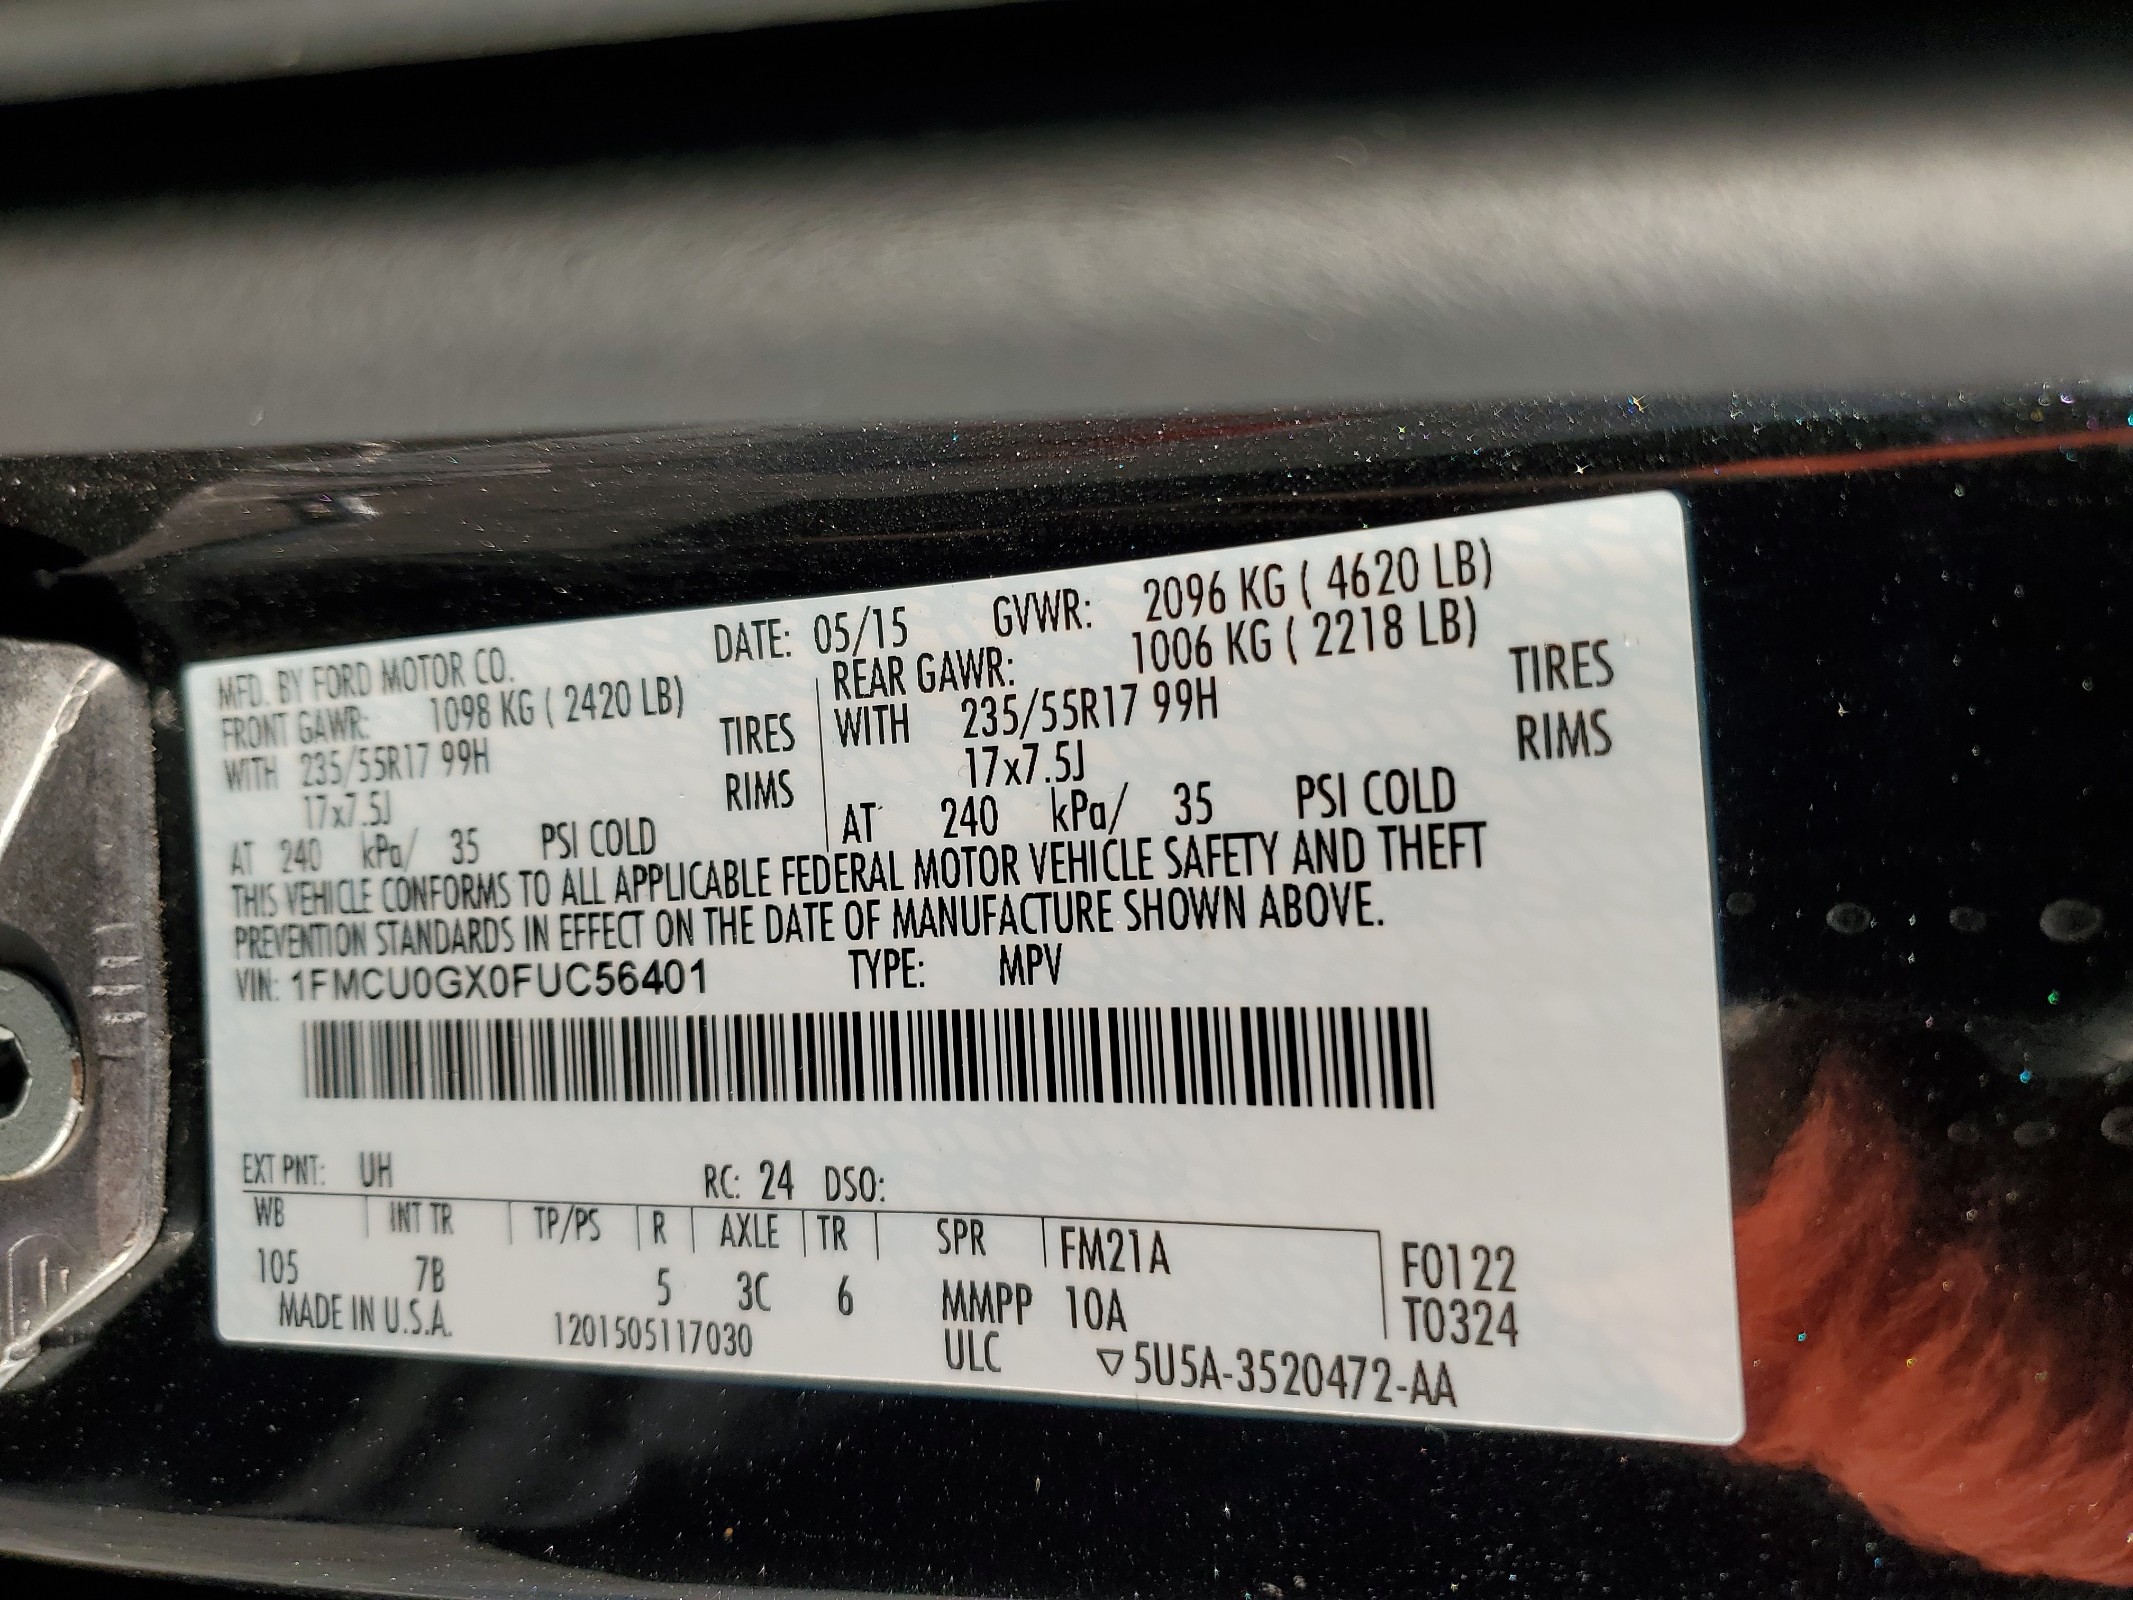 MFD. BY FORD MOTOR CO. DATE: 05/15 GVWR: 2096 KG ( 4620 LB)
FRONT GAWR: 1098 KG ( 2420 LB) REAR GAWR: 1006 KG ( 2218 LB)
WITH 235/55R17 99H TIRES WITH 235/55R17 99H TIRES
17x7.5J RIMS 17x7.5J RIMS
AT 240 kPa/ 35 PSI COLD AT 240 kPa/ 35 PSI COLD
THIS VEHICLE CONFORMS TO ALL APPLICABLE FEDERAL MOTOR VEHICLE SAFETY AND THEFT
PREVENTION STANDARDS IN EFFECT ON THE DATE OF MANUFACTURE SHOWN ABOVE.
VIN: 1FMCU0GX0FUC56401 TYPE: MPV
EXT PNT: UH RC: 24 DSO:
WB INT TR TP/PS R AXLE TR SPR FM21A F0122
105 7B 5 3C 6 MMPP 10A T0324
MADE IN U.S.A. 1201505117030 ULC ▽5U5A-3520472-AA